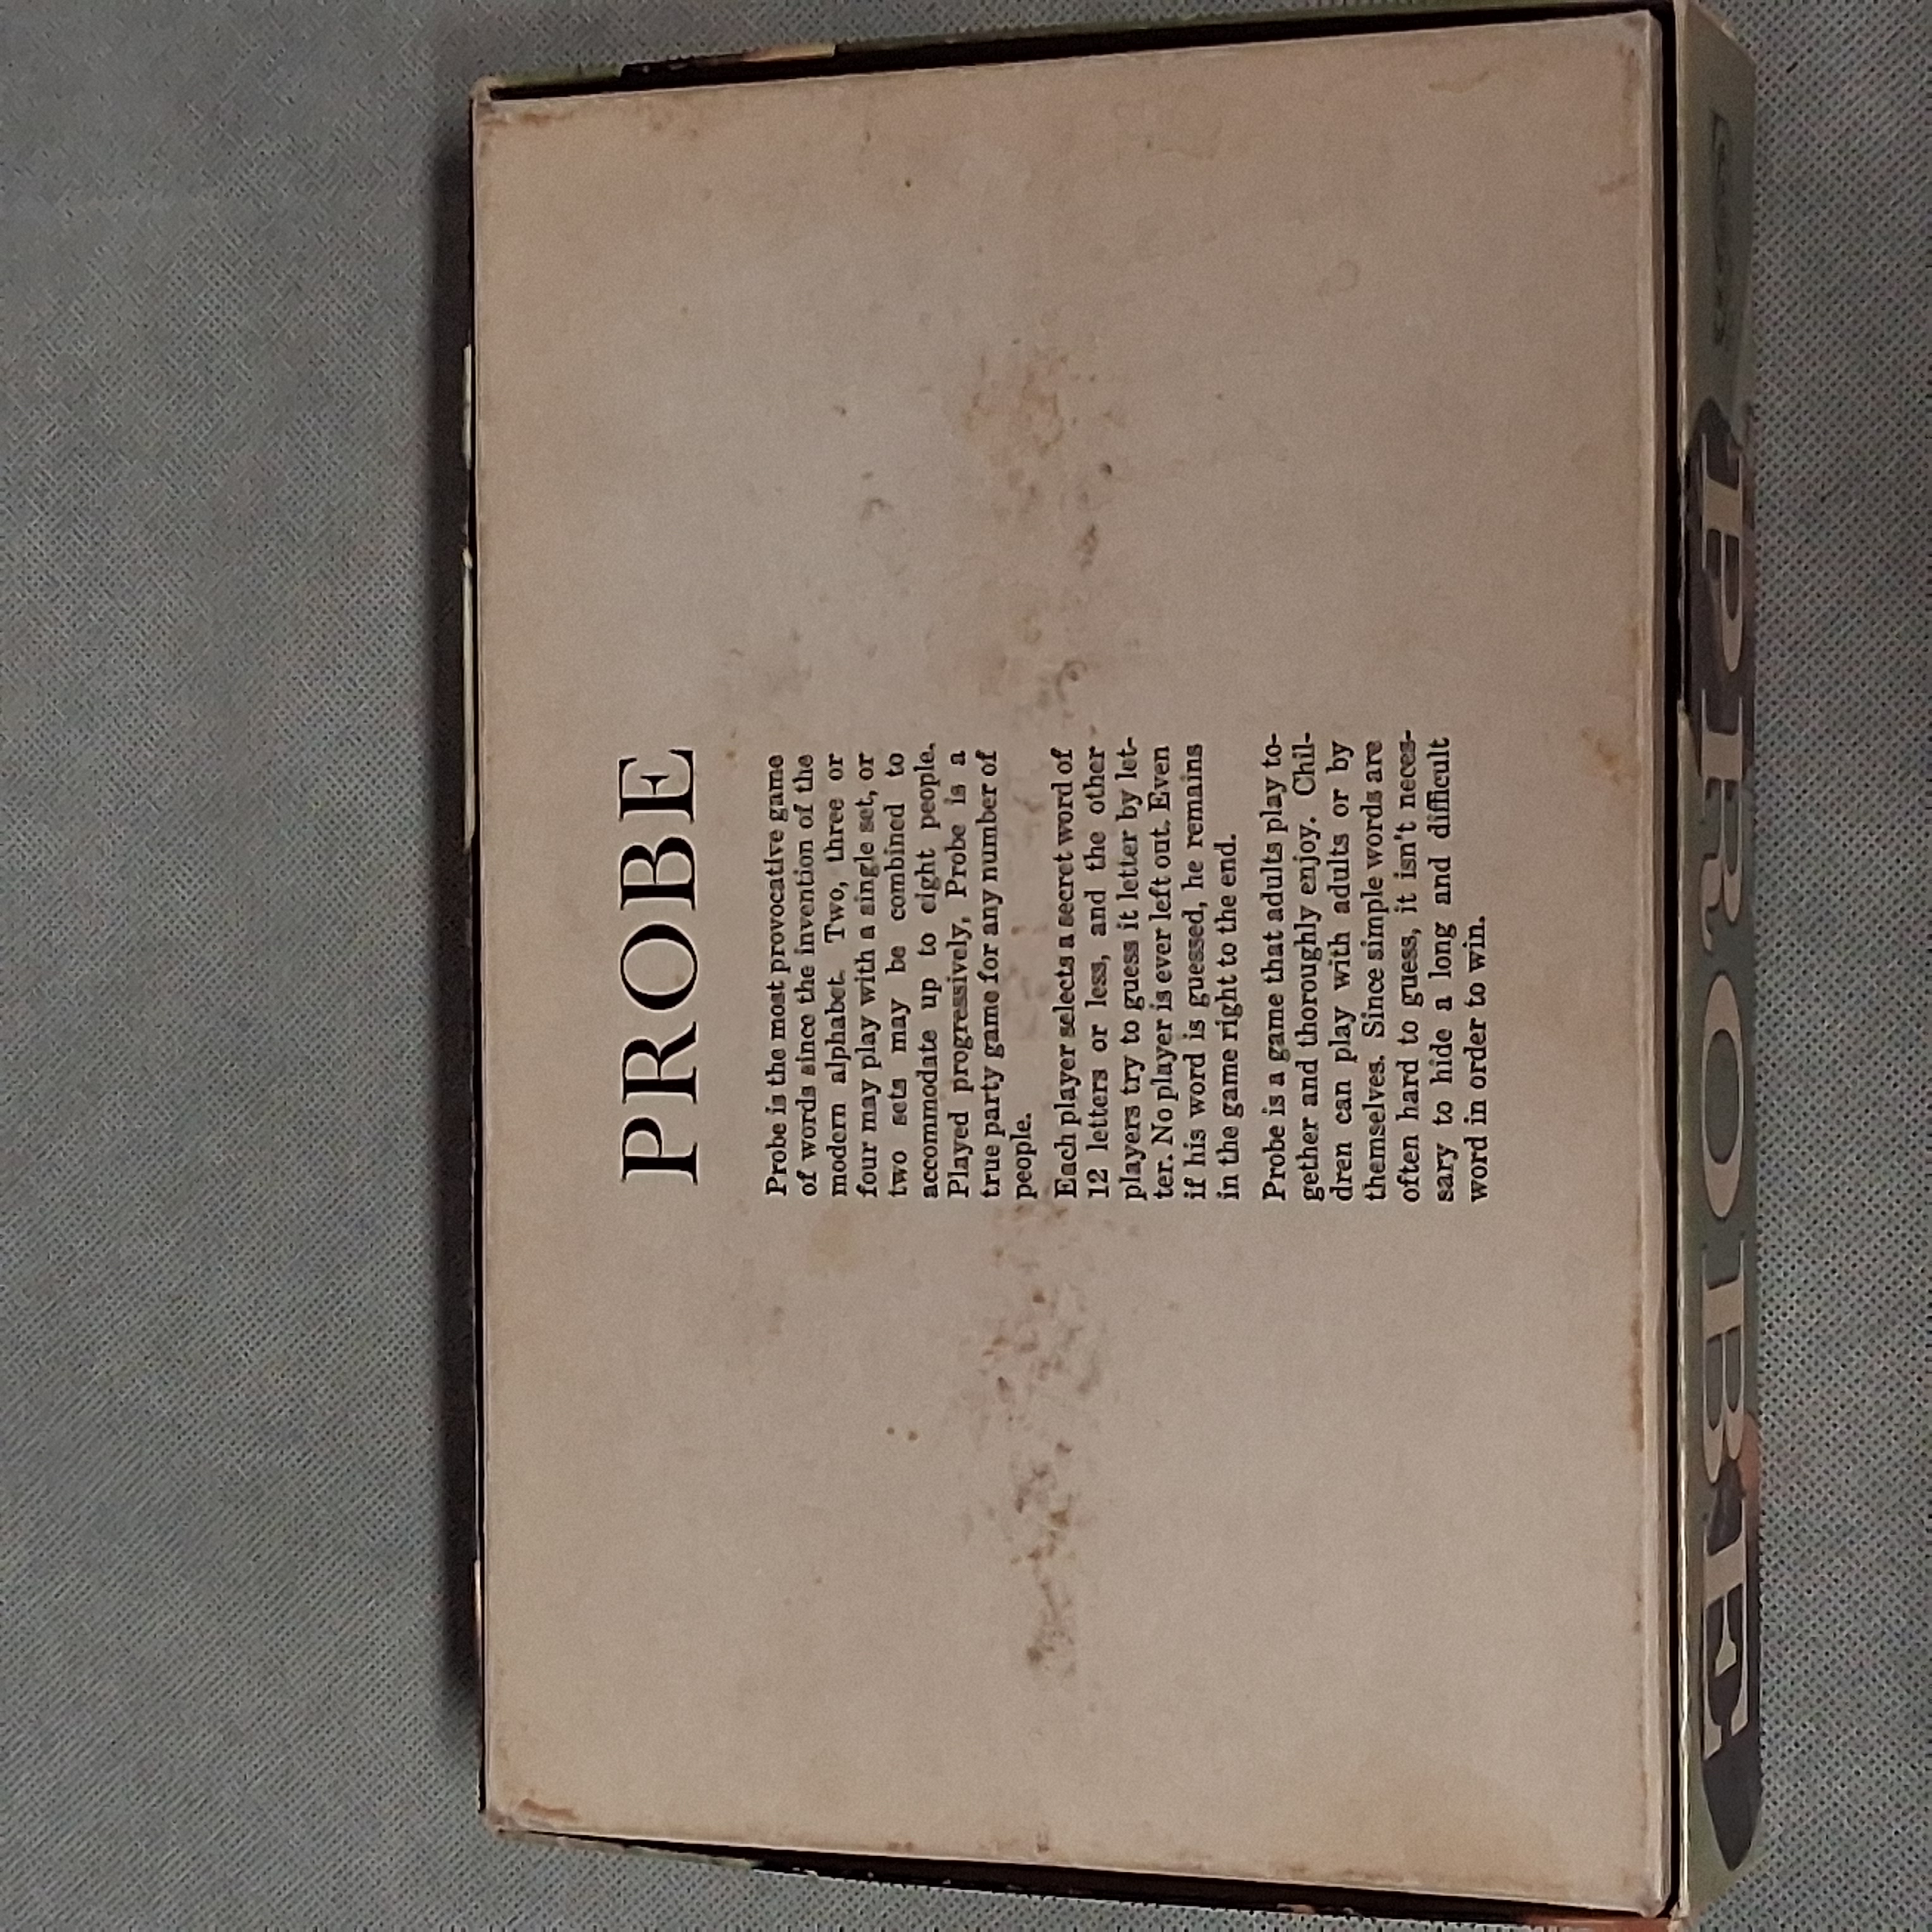 PROBE
Probe is the most provocative game
of words since the invention of the
modern alphabet. Two, three or
four may play with a single set, or
two sets may be combined to
accommodate up to eight people.
Played progressively, Probe is a
true party game for any number of
people.
Each player selects a secret word of
12 letters or less, and the other
players try to guess it letter by let-
ter. No player is ever left out. Even
if his word is guessed, he remains
in the game right to the end.
Probe is a game that adults play to-
gether and thoroughly enjoy. Chil-
dren can play with adults or by
themselves. Since simple words are
often hard to guess, it isn't neces-
sary to hide a long and difficult
word in order to win.
PROBE